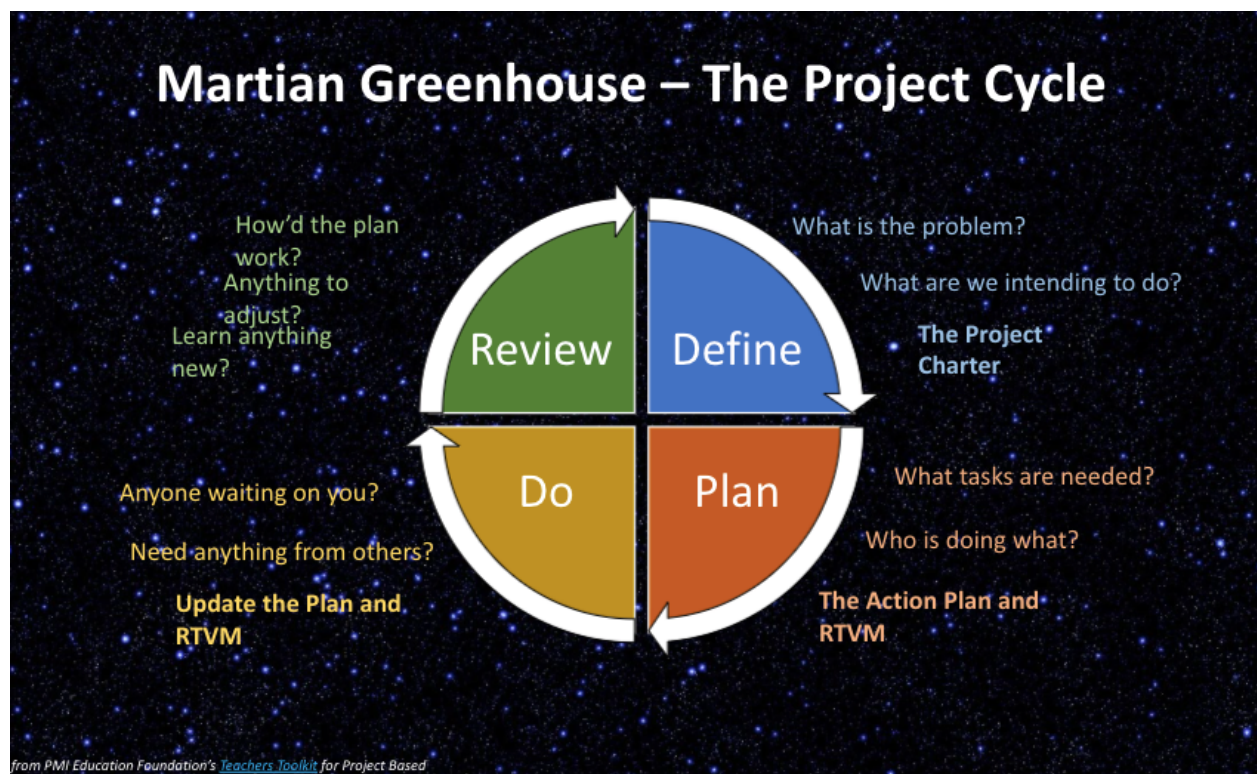 Martian Greenhouse – The Project Cycle
How'd the plan
work?
Anything to
adjust?
Learn anything
new?
Review
Define
What is the problem?
What are we intending to do?
The Project
Charter
Anyone waiting on you?
Need anything from others?
Update the Plan and
RTVM
Do
Plan
What tasks are needed?
Who is doing what?
The Action Plan and
RTVM
from PMI Education Foundation's Teachers Toolkit for Project Based